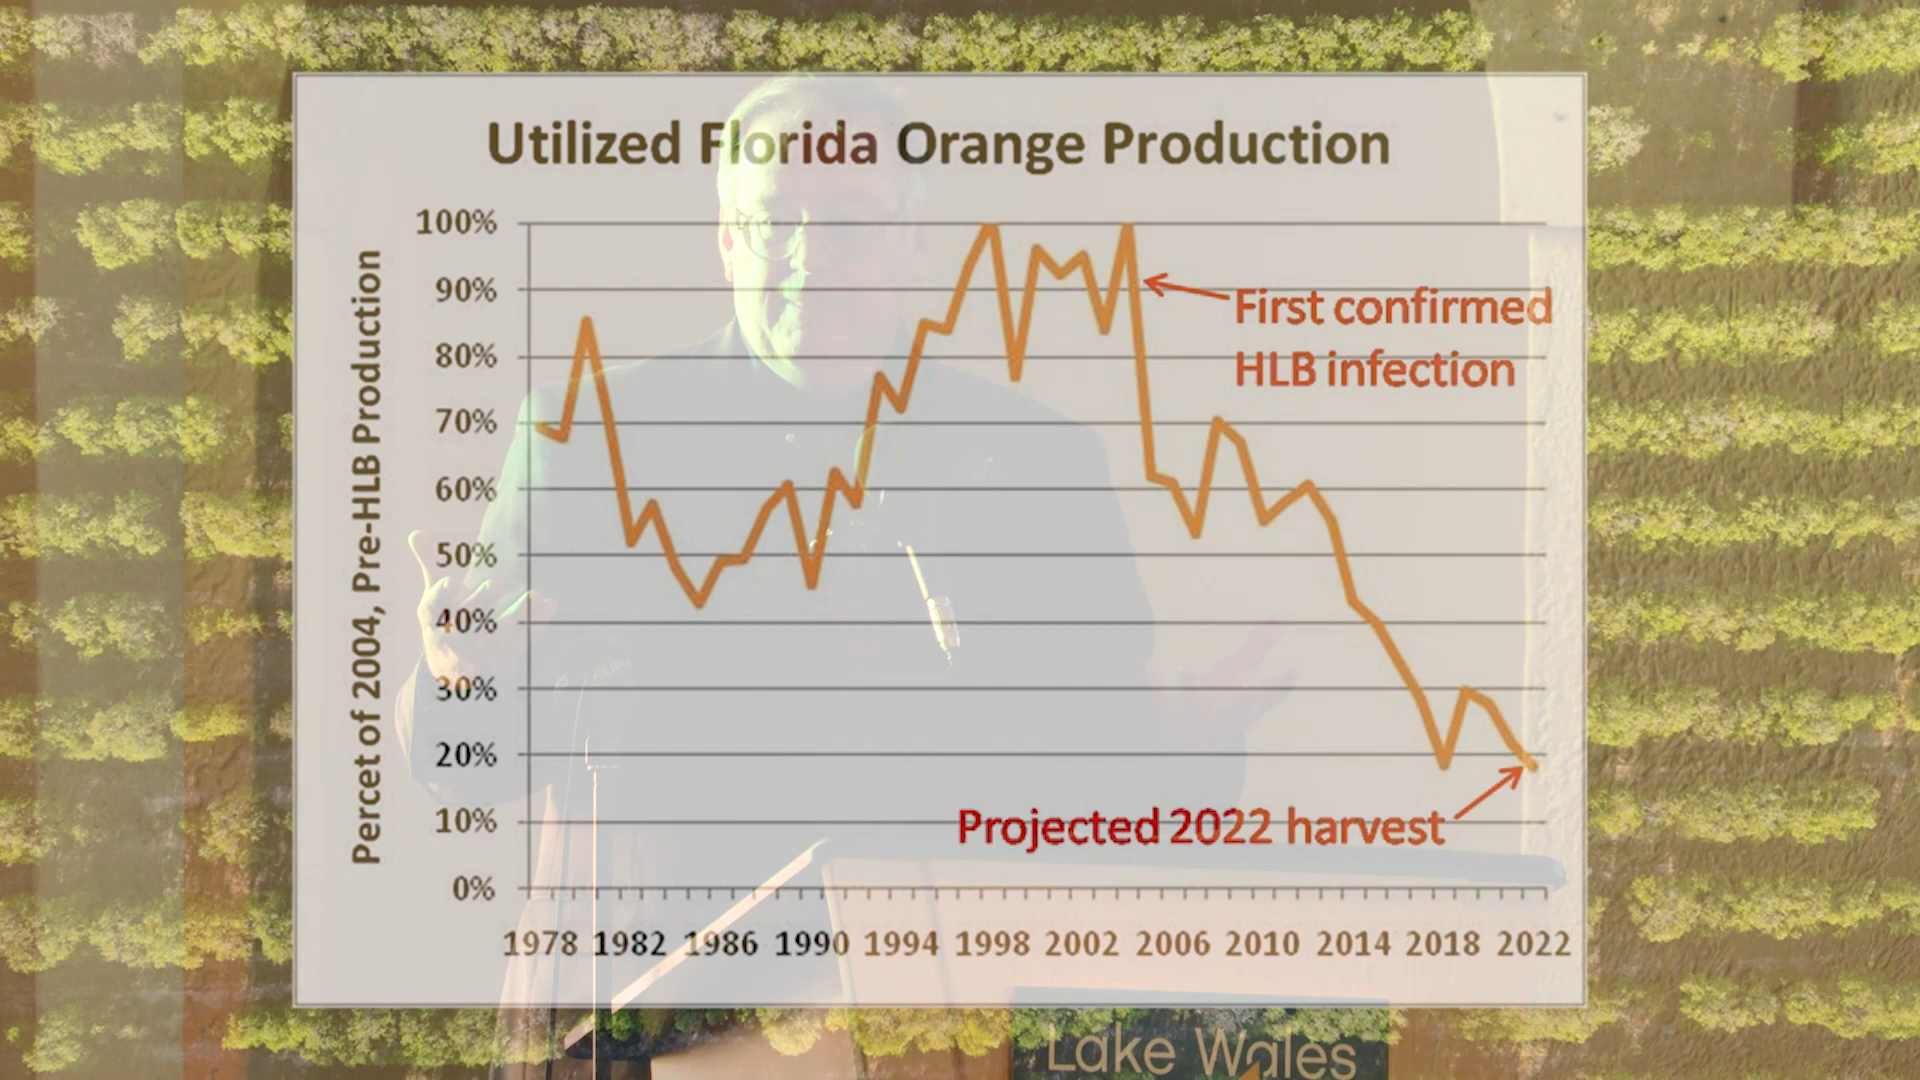 Utilized Florida Orange Production
Percet of 2004, Pre-HLB Production
100%
90%
80%
70%
60%
50%
40%
30%
20%
10%
0%
First confirmed
HLB infection
Projected 2022 harvest
1978 1982 1986 1990 1994 1998 2002 2006 2010 2014 2018 2022
Lake Wales